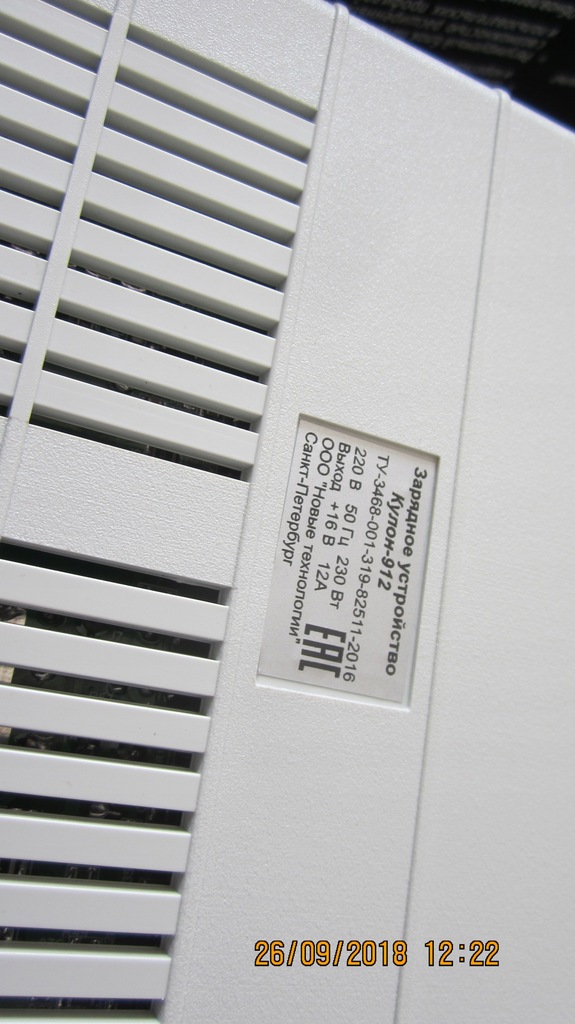 Зарядное устройство
Кулон-912
ТУ-3468-001-319-82511-2016
220 В 50 Гц 230 Вт
Выход +16 В 12А
ООО "Новые технологии"
Санкт-Петербург
EAC
26/09/2018 12:22